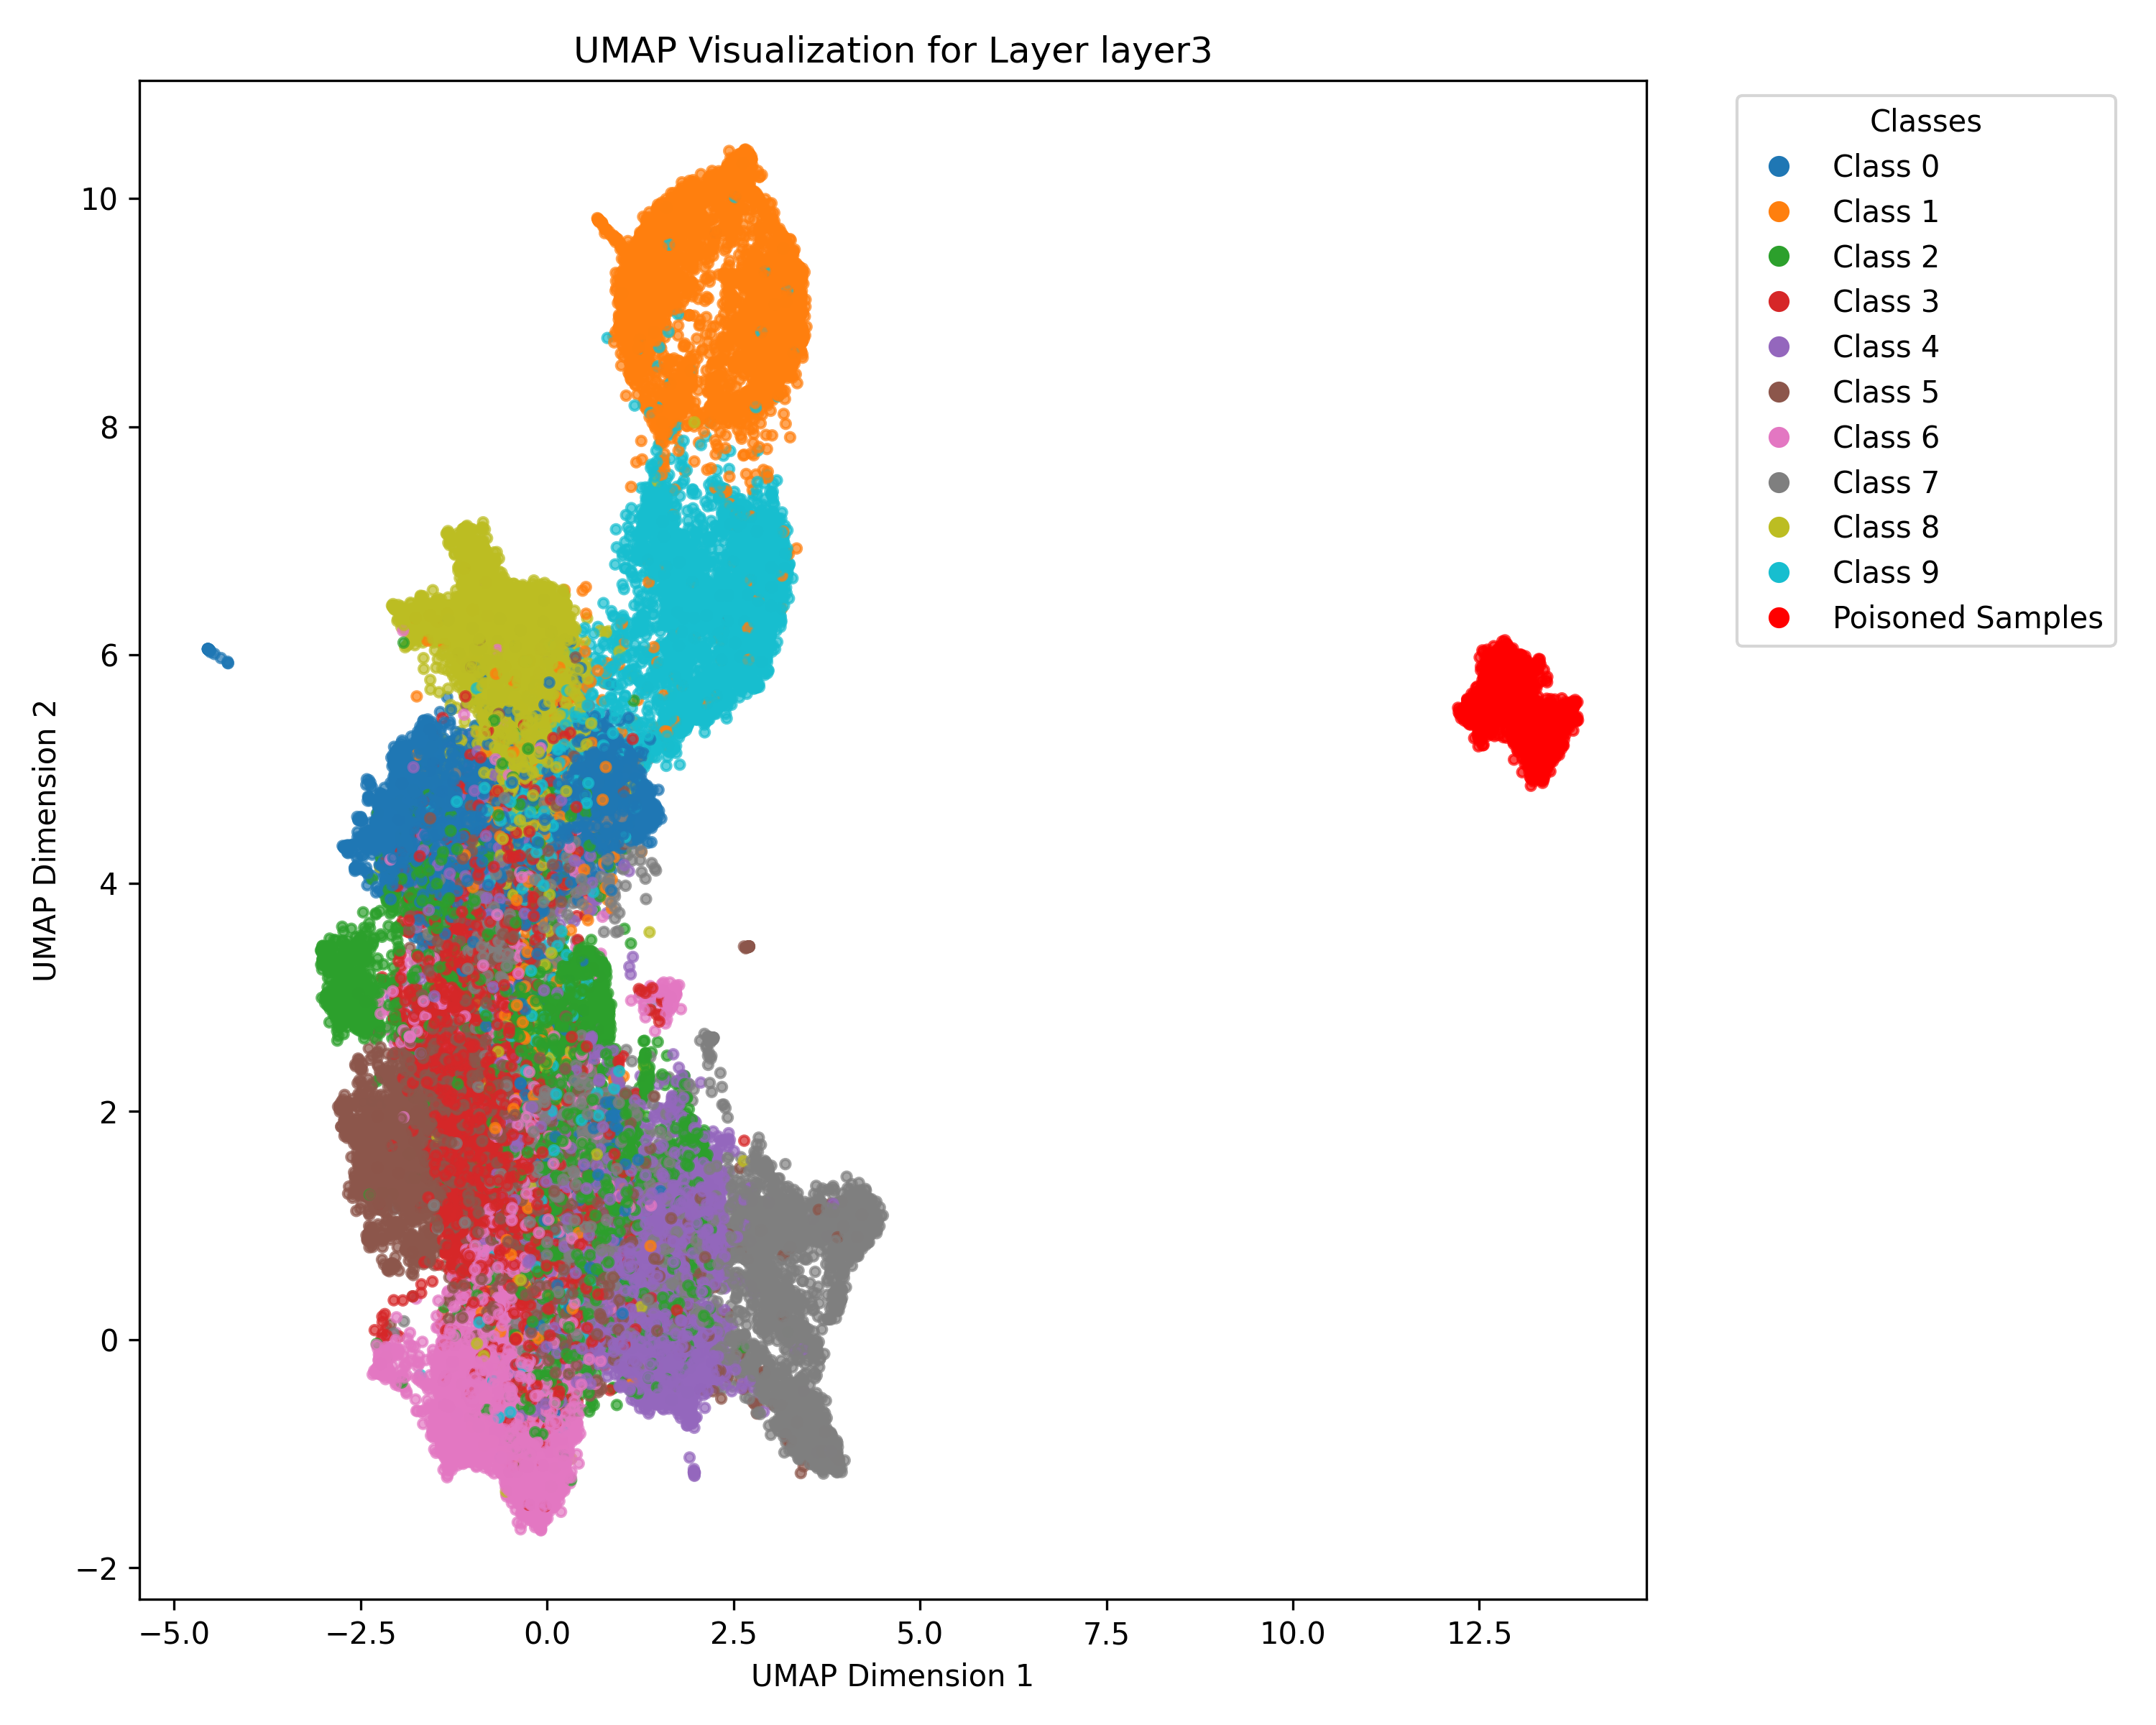 UMAP Visualization for Layer layer3
Classes
Class 0
Class 1
Class 2
Class 3
Class 4
Class 5
Class 6
Class 7
Class 8
Class 9
Poisoned Samples
UMAP Dimension 2
10
8
6
4
2
0
−2
−5.0 −2.5 0.0 2.5 5.0 7.5 10.0 12.5
UMAP Dimension 1